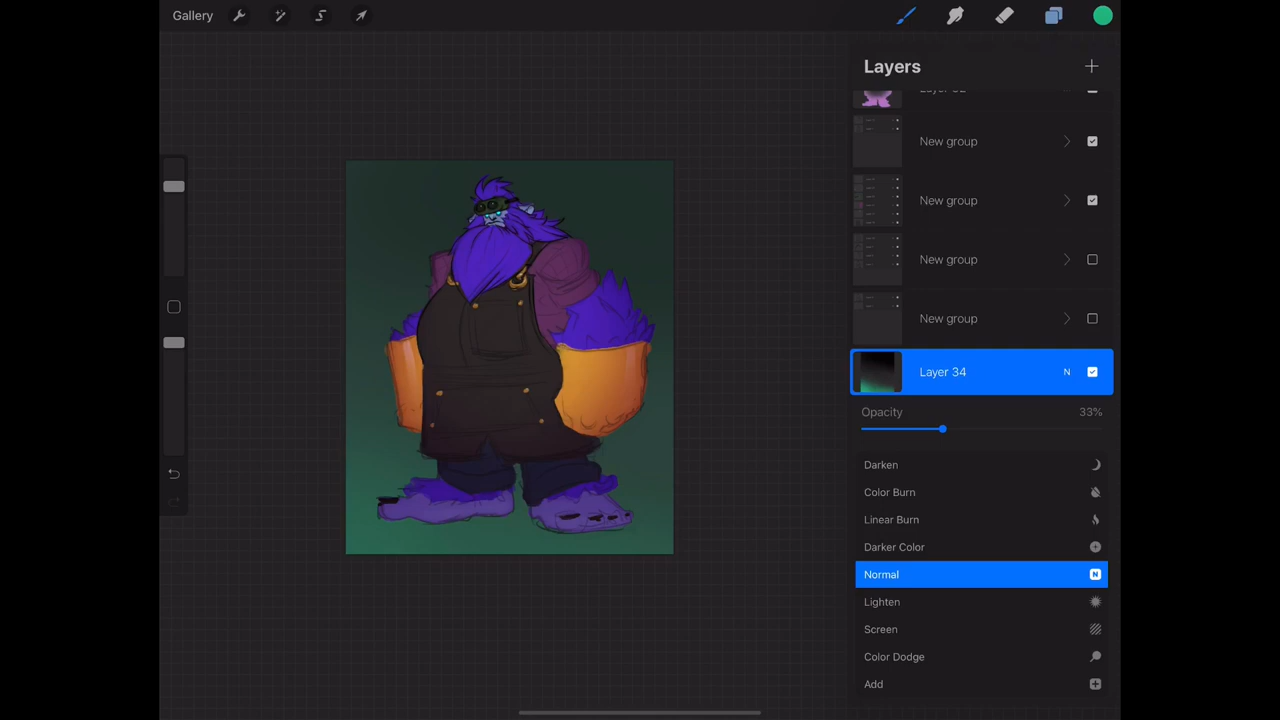 Gallery
Layers
New group
New group
New group
New group
Layer 34 N
Opacity 33%
Darken
Color Burn
Linear Burn
Darker Color
Normal N
Lighten
Screen
Color Dodge
Add